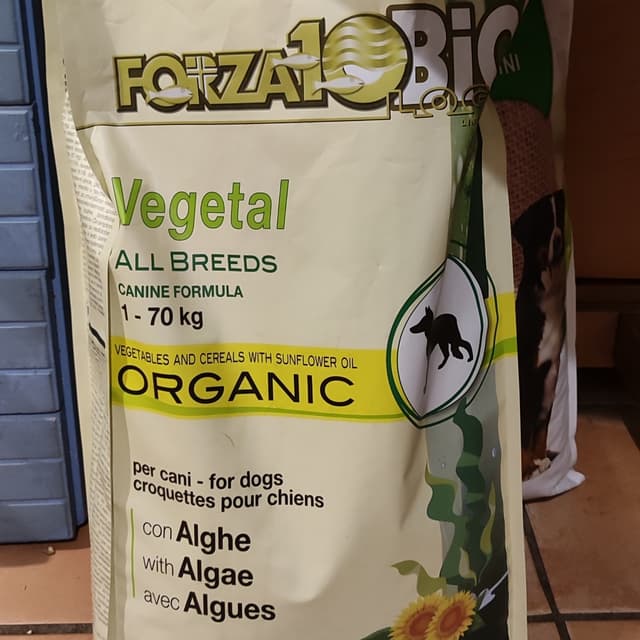 FORZA10 BIO
Vegetal
ALL BREEDS
CANINE FORMULA
1 - 70 kg
VEGETABLES AND CEREALS WITH SUNFLOWER OIL
ORGANIC
per cani - for dogs
croquettes pour chiens
con Alghe
with Algae
avec Algues